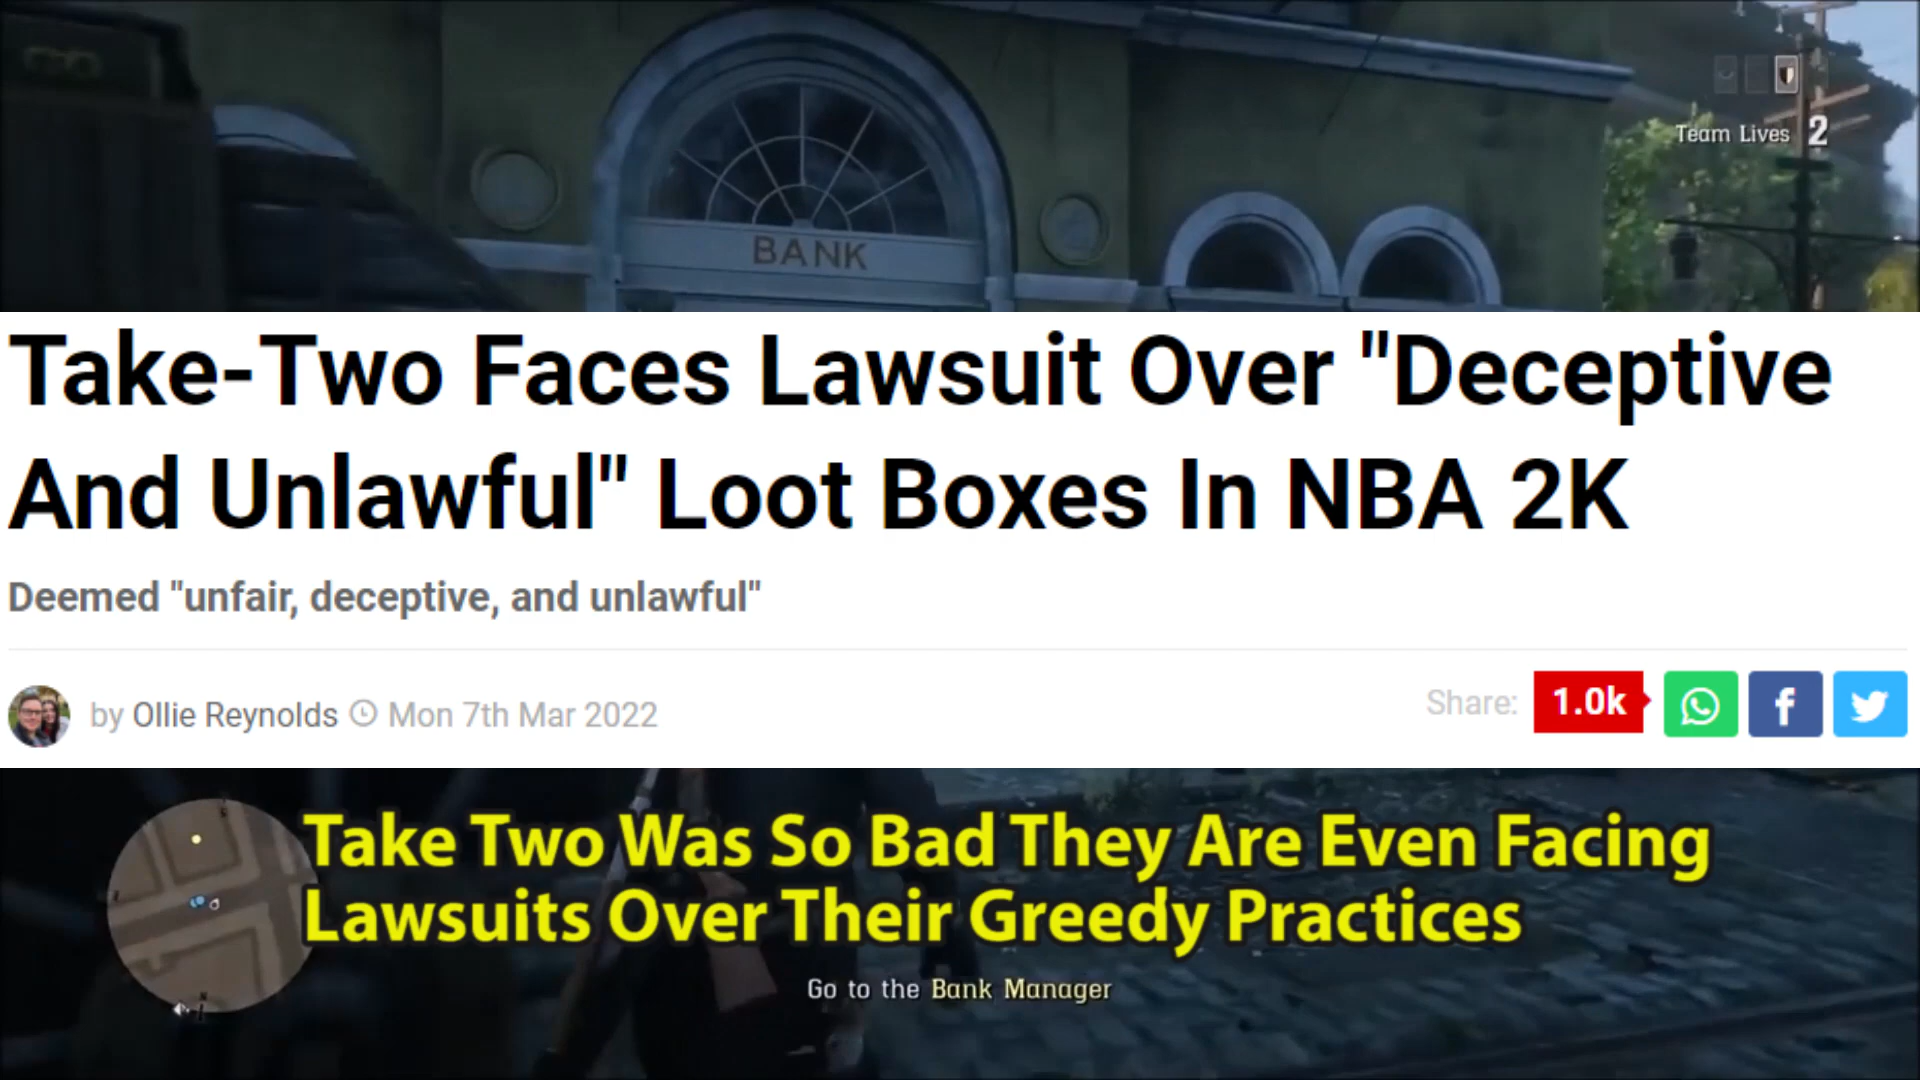 BANK
Team Lives 2
Take-Two Faces Lawsuit Over "Deceptive
And Unlawful" Loot Boxes In NBA 2K
Deemed "unfair, deceptive, and unlawful"
by Ollie Reynolds Mon 7th Mar 2022
Share: 1.0k
Take Two Was So Bad They Are Even Facing
Lawsuits Over Their Greedy Practices
Go to the Bank Manager